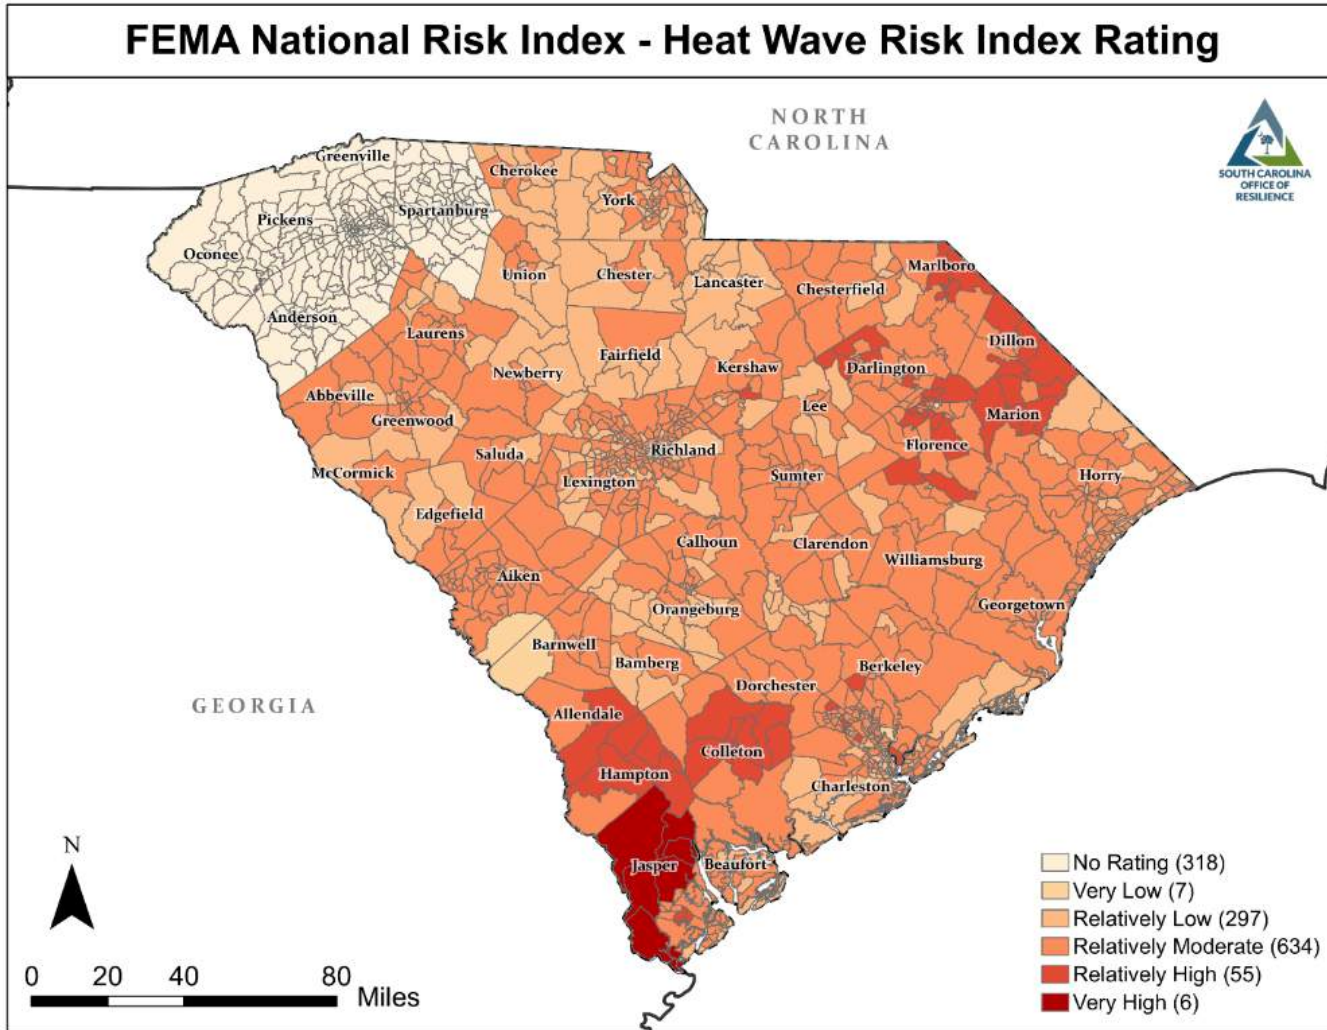 FEMA National Risk Index - Heat Wave Risk Index Rating
NORTH
CAROLINA
SOUTH CAROLINA
OFFICE OF
RESILIENCE
Greenville
Cherokee
York
Spartanburg
Pickens
Oconee
Union
Chester
Lancaster
Marlboro
Chesterfield
Anderson
Laurens
Fairfield
Dillon
Newberry
Kershaw
Darlington
Abbeville
Greenwood
Lee
Marion
Saluda
Richland
Florence
McCormick
Lexington
Sumter
Horry
Edgefield
Calhoun
Clarendon
Williamsburg
Aiken
Orangeburg
Georgetown
Barnwell
Bamberg
Berkeley
Dorchester
GEORGIA
Allendale
Colleton
Hampton
Charleston
Jasper
Beaufort
N
0 20 40 80 Miles
No Rating (318)
Very Low (7)
Relatively Low (297)
Relatively Moderate (634)
Relatively High (55)
Very High (6)